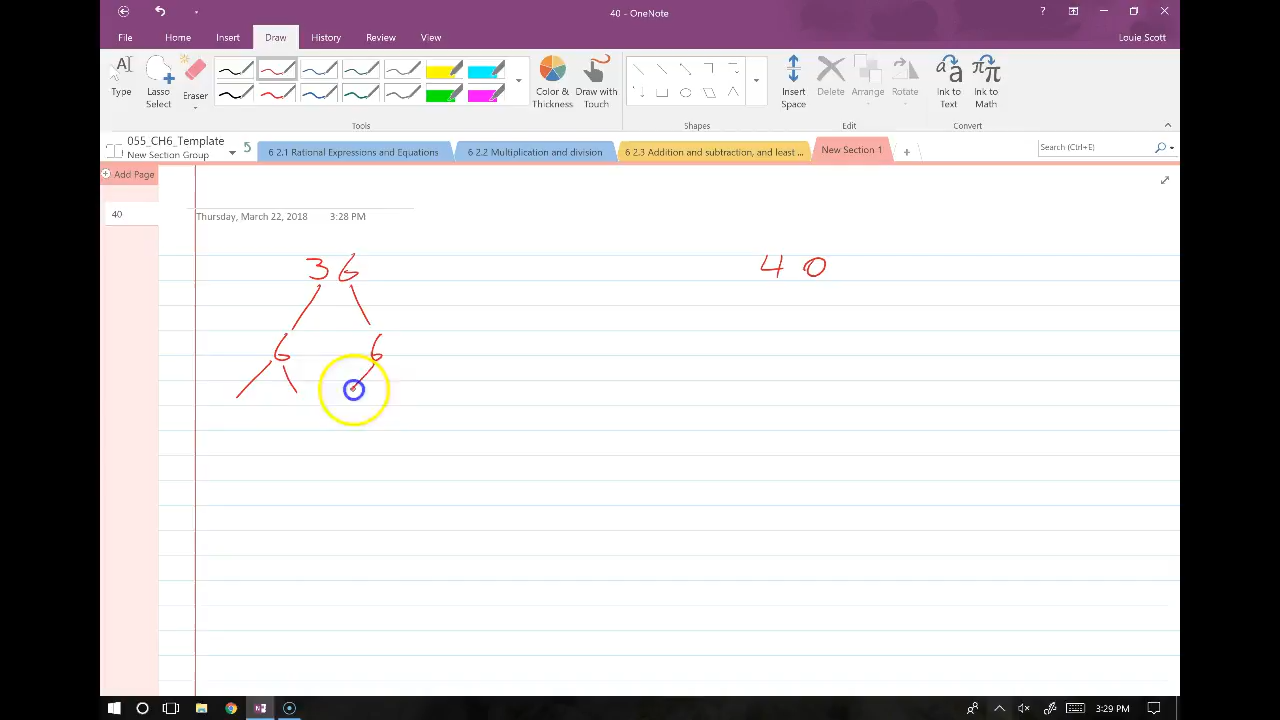 40 - OneNote
?
File Home Insert Draw History Review View Louie Scott
Type Lasso Select Eraser Color & Thickness Draw with Touch Insert Space Delete Arrange Rotate Ink to Text Ink to Math
Tools Shapes Edit Convert
055_CH6_Template
New Section Group
6 2.1 Rational Expressions and Equations 6 2.2 Multiplication and division 6 2.3 Addition and subtraction, and least ... New Section 1 + Search (Ctrl+E)
Add Page
40
Thursday, March 22, 2018 3:28 PM
36 40
6 6
3:29 PM